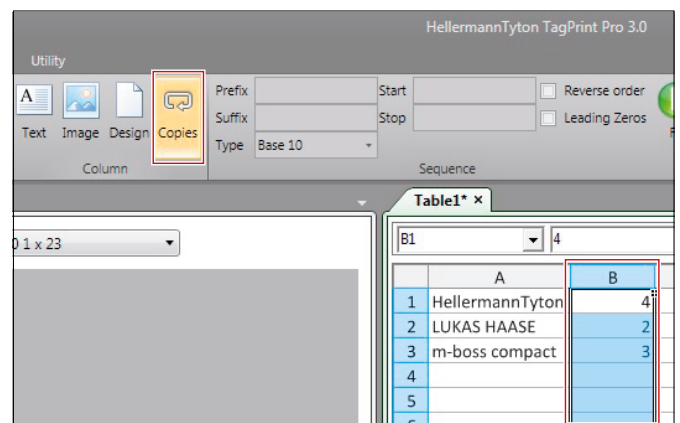 HellermannTyton TagPrint Pro 3.0
Utility
A
Text Image Design Copies
Column
Prefix
Suffix
Type Base 10
Start
Stop
Reverse order
Leading Zeros
Sequence
Table1* ×
0 1 x 23
B1 4
A B
1 HellermannTyton 4
2 LUKAS HAASE 2
3 m-boss compact 3
4
5